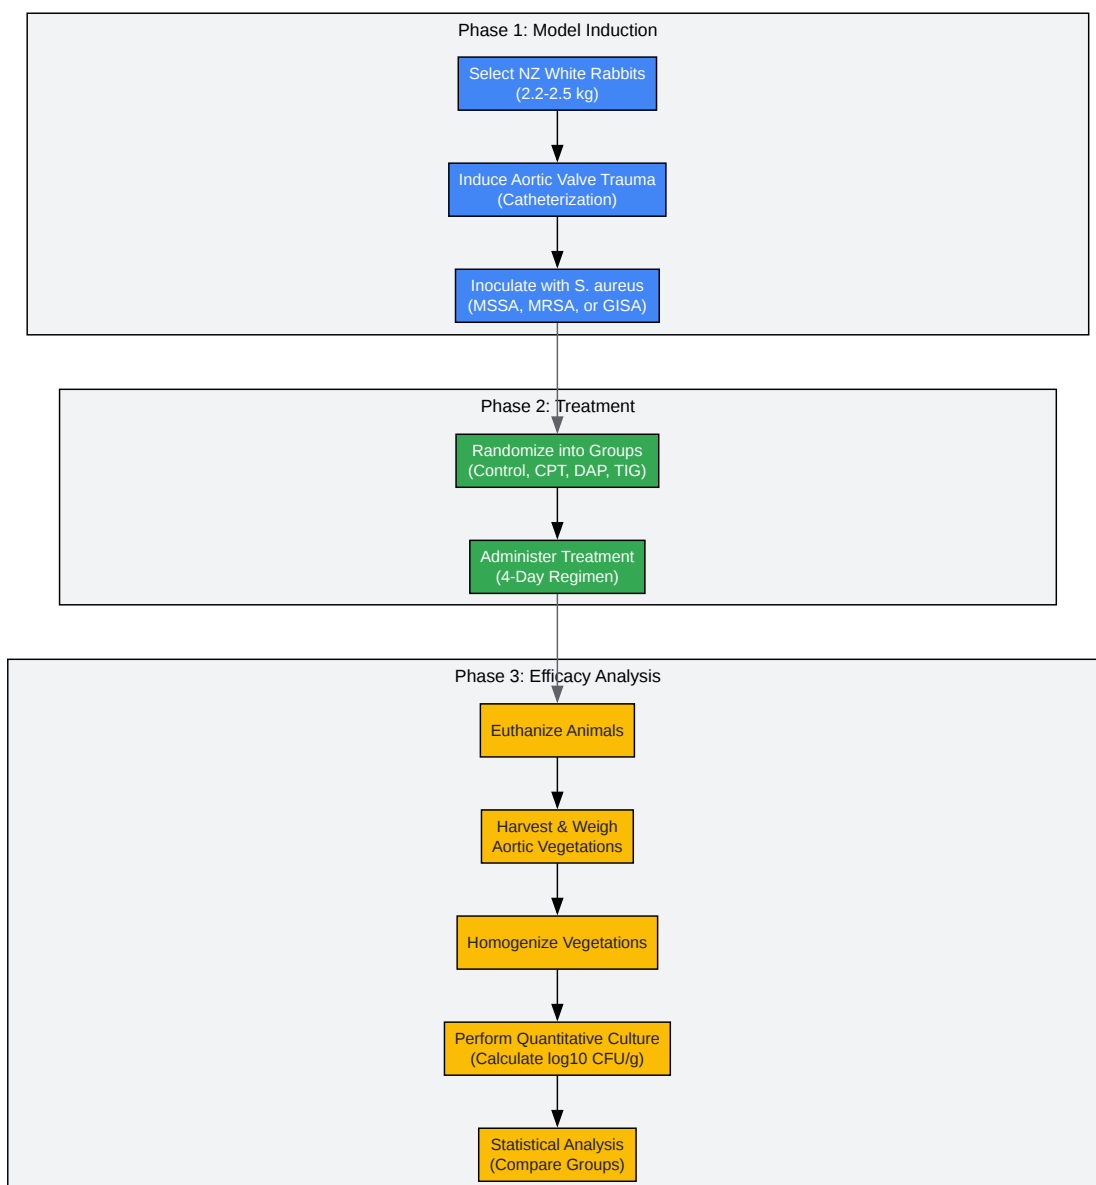 Phase 1: Model Induction
Select NZ White Rabbits
(2.2-2.5 kg)
Induce Aortic Valve Trauma
(Catheterization)
Inoculate with S. aureus
(MSSA, MRSA, or GISA)
Phase 2: Treatment
Randomize into Groups
(Control, CPT, DAP, TIG)
Administer Treatment
(4-Day Regimen)
Phase 3: Efficacy Analysis
Euthanize Animals
Harvest & Weigh
Aortic Vegetations
Homogenize Vegetations
Perform Quantitative Culture
(Calculate log10 CFU/g)
Statistical Analysis
(Compare Groups)